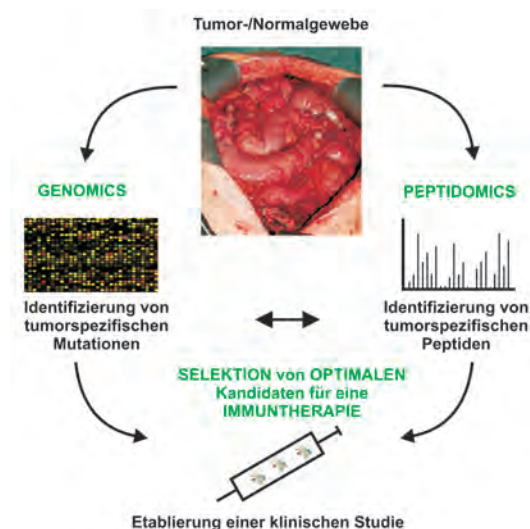 Tumor-/Normalgewebe
GENOMICS
PEPTIDOMICS
Identifizierung von
tumorspezifischen
Mutationen
Identifizierung von
tumorspezifischen
Peptiden
SELEKTION von OPTIMALEN
Kandidaten für eine
IMMUNTHERAPIE
Etablierung einer klinischen Studie